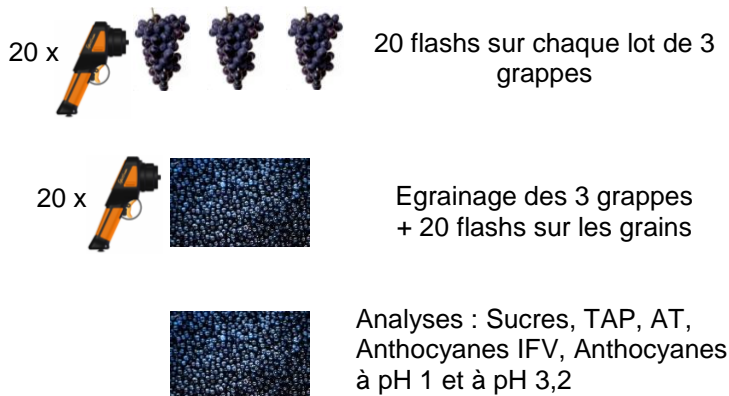 20 x
20 flashs sur chaque lot de 3
grappes
20 x
Egrainage des 3 grappes
+ 20 flashs sur les grains
Analyses : Sucres, TAP, AT,
Anthocyanes IFV, Anthocyanes
à pH 1 et à pH 3,2